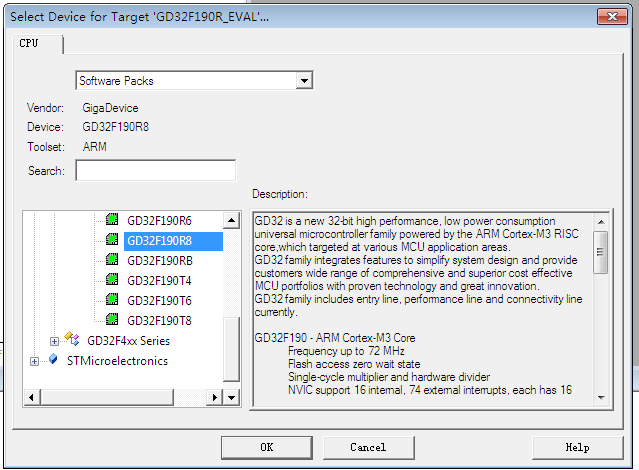 Select Device for Target 'GD32F190R_EVAL'...
CPU
Software Packs
Vendor: GigaDevice
Device: GD32F190R8
Toolset: ARM
Search:
Description:
GD32F190R6
GD32F190R8
GD32F190RB
GD32F190T4
GD32F190T6
GD32F190T8
GD32F4xx Series
STMicroelectronics
GD32 is a new 32-bit high perfomance, low power consumption
universal microcontroller family powered by the ARM Cortex-M3 RISC
core,which targeted at various MCU application areas.
GD32 family integrates features to simplify system design and provide
customers wide range of comprehensive and superior cost effective
MCU portfolios with proven technology and great innovation.
GD32 family includes entry line, perfomance line and connectivity line
currently.
GD32F190 - ARM Cortex-M3 Core
Frequency up to 72 MHz
Flash access zero wait state
Single-cycle multiplier and hardware divider
NVIC support 16 internal, 74 external interrupts, each has 16
OK
Cancel
Help